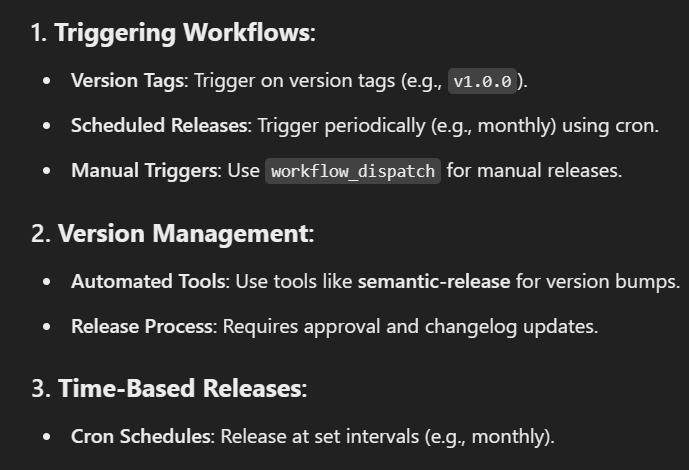 1. Triggering Workflows:
• Version Tags: Trigger on version tags (e.g., v1.0.0).
• Scheduled Releases: Trigger periodically (e.g., monthly) using cron.
• Manual Triggers: Use workflow_dispatch for manual releases.
2. Version Management:
• Automated Tools: Use tools like semantic-release for version bumps.
• Release Process: Requires approval and changelog updates.
3. Time-Based Releases:
• Cron Schedules: Release at set intervals (e.g., monthly).